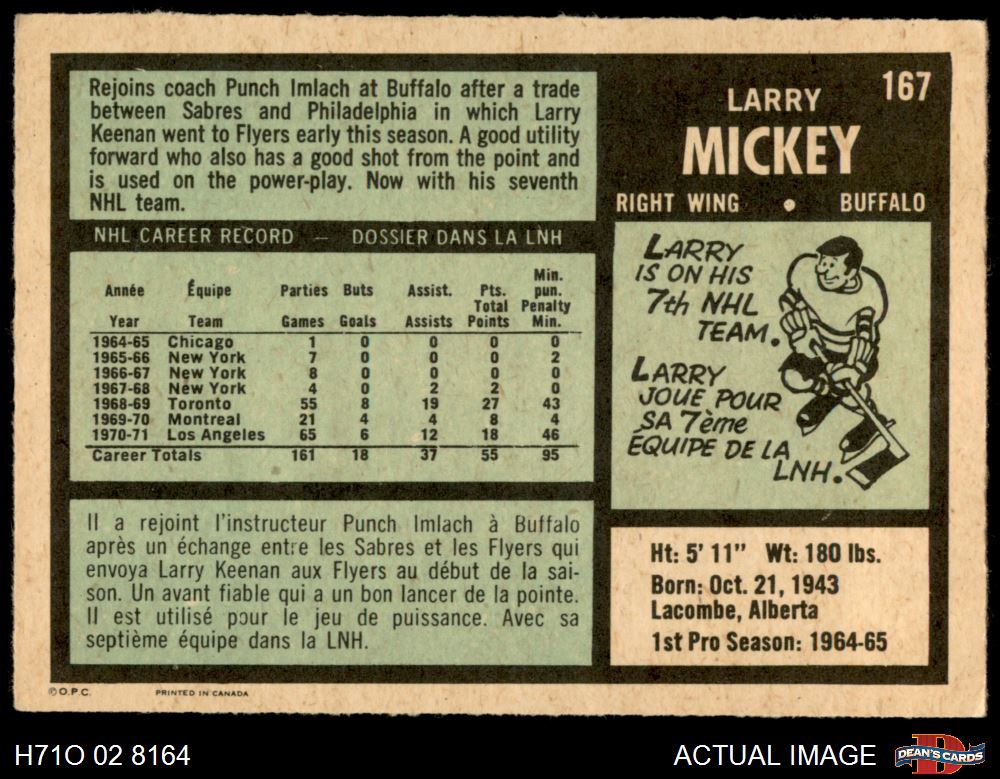 167
LARRY
MICKEY
RIGHT WING • BUFFALO
Rejoins coach Punch Imlach at Buffalo after a trade
between Sabres and Philadelphia in which Larry
Keenan went to Flyers early this season. A good utility
forward who also has a good shot from the point and
is used on the power-play. Now with his seventh
NHL team.
NHL CAREER RECORD — DOSSIER DANS LA LNH
Année Équipe Parties Buts Assist. Pts. Total Min. pun. Penalty
Year Team Games Goals Assists Points Min.
1964-65 Chicago 1 0 0 0 0
1965-66 New York 7 0 0 0 2
1966-67 New York 8 0 0 0 0
1967-68 New York 4 0 2 2 0
1968-69 Toronto 55 8 19 27 43
1969-70 Montreal 21 4 4 8 4
1970-71 Los Angeles 65 6 12 18 46
Career Totals 161 18 37 55 95
Il a rejoint l'instructeur Punch Imlach à Buffalo
après un échange entre les Sabres et les Flyers qui
envoya Larry Keenan aux Flyers au début de la sai-
son. Un avant fiable qui a un bon lancer de la pointe.
Il est utilisé pour le jeu de puissance. Avec sa
septième équipe dans la LNH.
LARRY
IS ON HIS
7th NHL
TEAM.
LARRY
JOUE POUR
SA 7ème
ÉQUIPE DE LA
LNH.
Ht: 5' 11" Wt: 180 lbs.
Born: Oct. 21, 1943
Lacombe, Alberta
1st Pro Season: 1964-65
©O.P.C. PRINTED IN CANADA
H71O 02 8164
ACTUAL IMAGE
D
DEAN'S CARDS